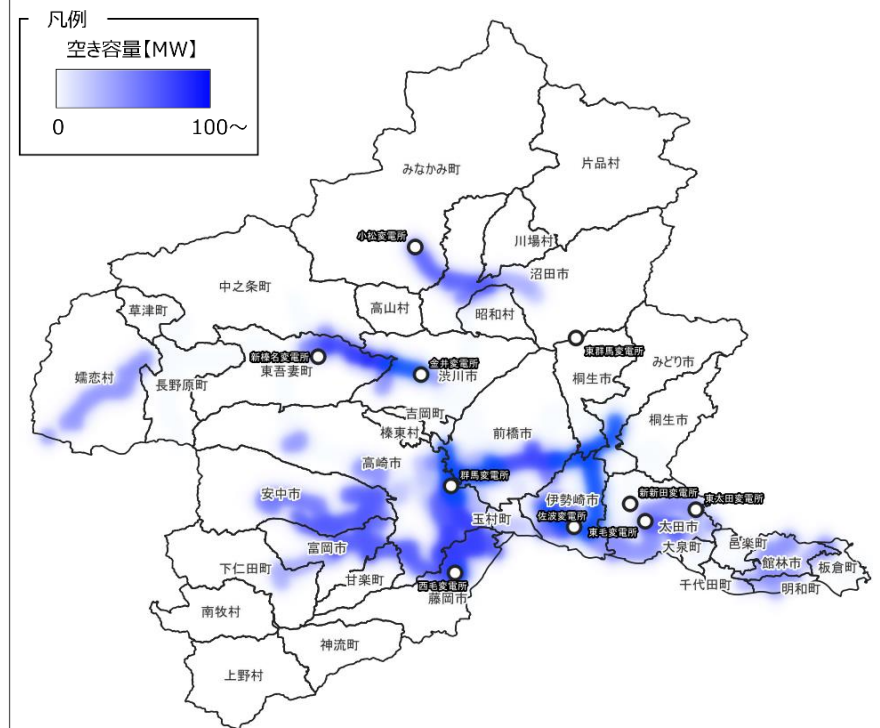 凡例
空き容量【MW】
0 100～
みなかみ町
片品村
小松変電所
川場村
沼田市
中之条町
草津町
高山村
昭和村
新榛名変電所
金井変電所
東群馬変電所
みどり市
東吾妻町
渋川市
桐生市
嬬恋村
長野原町
吉岡町
桐生市
榛東村
前橋市
高崎市
群馬変電所
安中市
伊勢崎市
新新田変電所
東太田変電所
玉村町
佐波変電所
東毛変電所
太田市
富岡市
大泉町
邑楽町
下仁田町
館林市
板倉町
甘楽町
西毛変電所
千代田町
明和町
藤岡市
南牧村
神流町
上野村